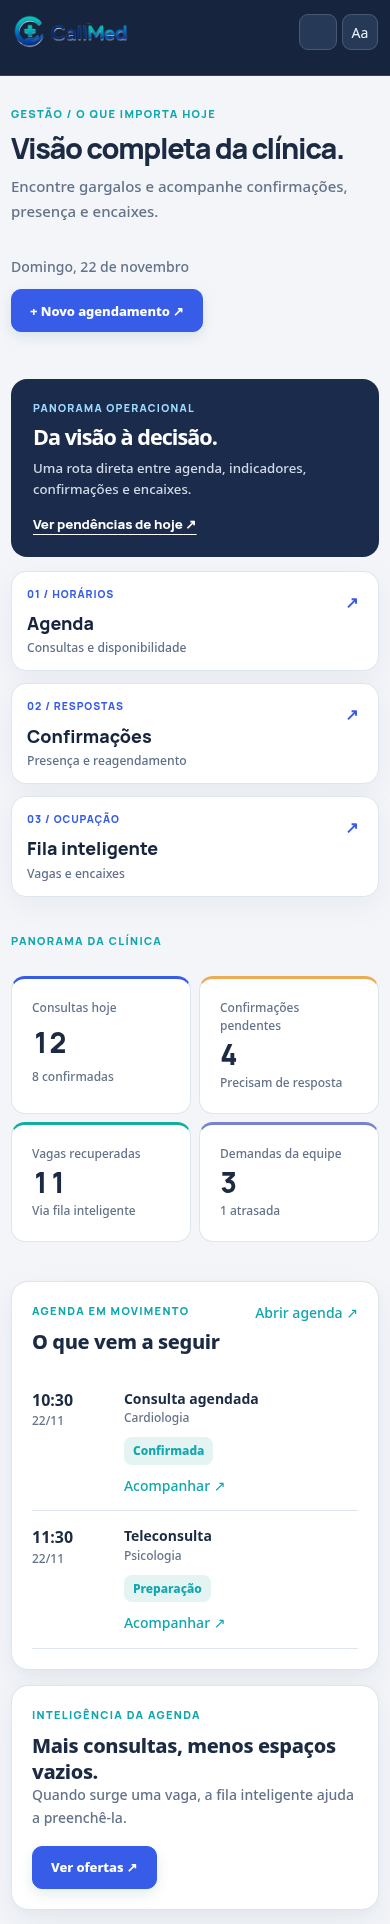 CallMed
Aa
GESTÃO / O QUE IMPORTA HOJE
Visão completa da clínica.
Encontre gargalos e acompanhe confirmações,
presença e encaixes.
Domingo, 22 de novembro
+ Novo agendamento ↗
PANORAMA OPERACIONAL
Da visão à decisão.
Uma rota direta entre agenda, indicadores,
confirmações e encaixes.
Ver pendências de hoje ↗
01 / HORÁRIOS
↗
Agenda
Consultas e disponibilidade
02 / RESPOSTAS
↗
Confirmações
Presença e reagendamento
03 / OCUPAÇÃO
↗
Fila inteligente
Vagas e encaixes
PANORAMA DA CLÍNICA
Consultas hoje
12
8 confirmadas
Confirmações
pendentes
4
Precisam de resposta
Vagas recuperadas
11
Via fila inteligente
Demandas da equipe
3
1 atrasada
AGENDA EM MOVIMENTO
Abrir agenda ↗
O que vem a seguir
10:30
22/11
Consulta agendada
Cardiologia
Confirmada
Acompanhar ↗
11:30
22/11
Teleconsulta
Psicologia
Preparação
Acompanhar ↗
INTELIGÊNCIA DA AGENDA
Mais consultas, menos espaços
vazios.
Quando surge uma vaga, a fila inteligente ajuda
a preenchê-la.
Ver ofertas ↗